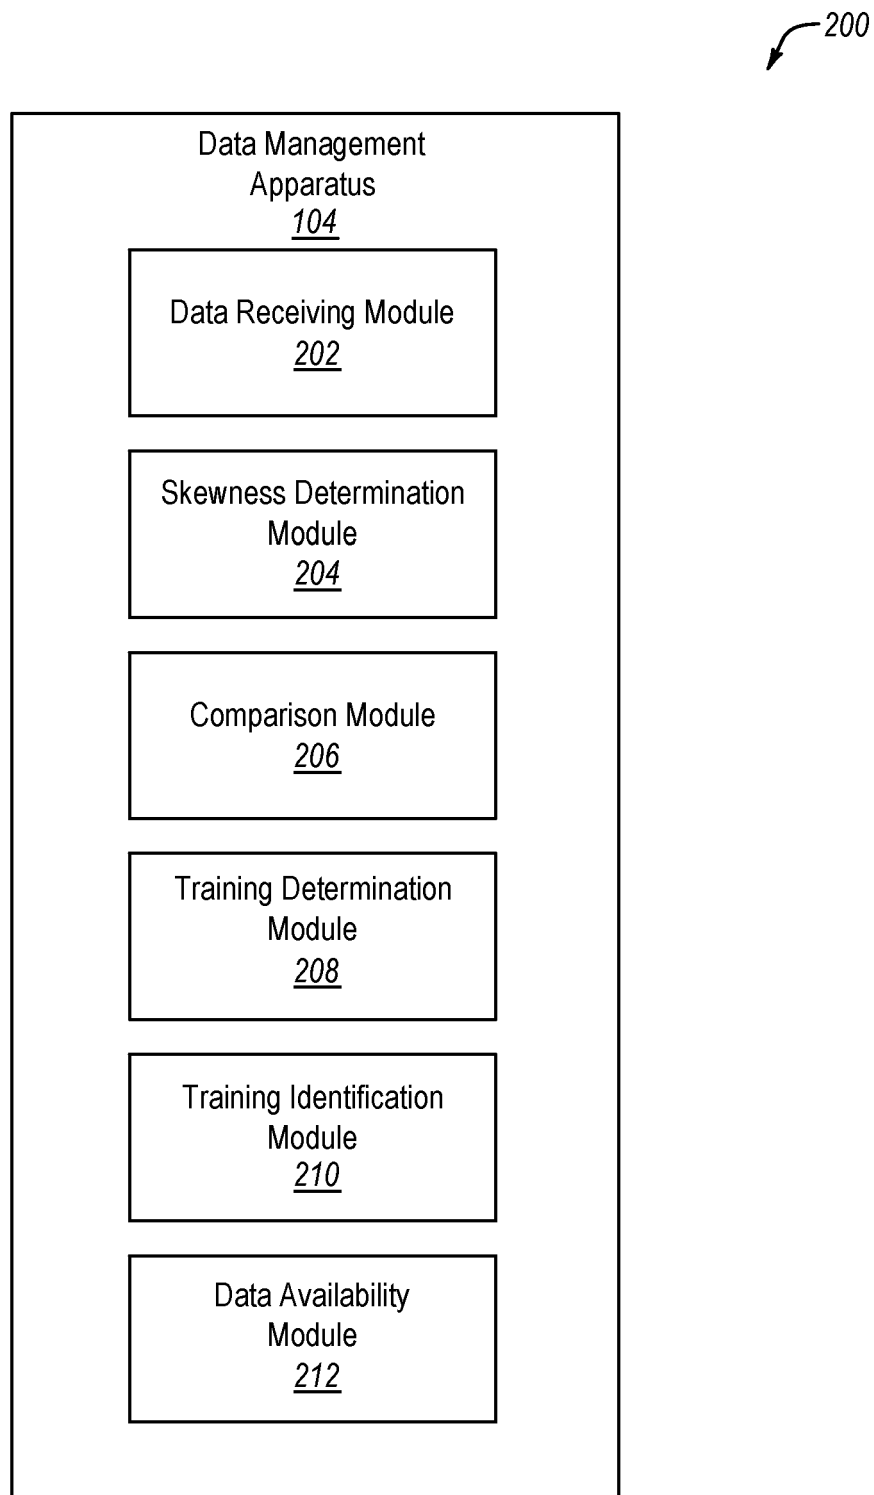 200
Data Management
Apparatus
104
Data Receiving Module
202
Skewness Determination
Module
204
Comparison Module
206
Training Determination
Module
208
Training Identification
Module
210
Data Availability
Module
212